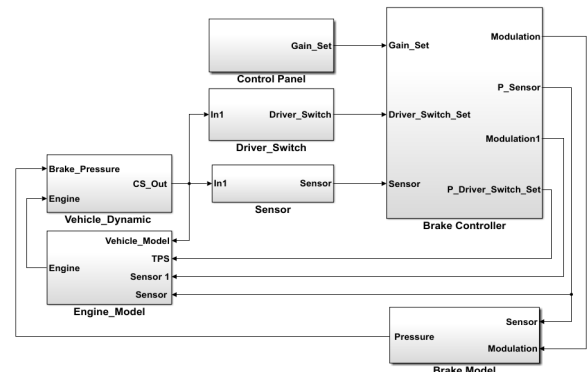 Gain_Set
Control Panel
Gain_Set
Driver_Switch_Set
Sensor
Modulation
P_Sensor
Modulation1
P_Driver_Switch_Set
Brake Controller
In1
Driver_Switch
Driver_Switch
In1
Sensor
Sensor
Brake_Pressure
Engine
CS_Out
Vehicle_Dynamic
Vehicle_Model
TPS
Sensor 1
Sensor
Engine
Engine_Model
Sensor
Modulation
Pressure
Brake Model